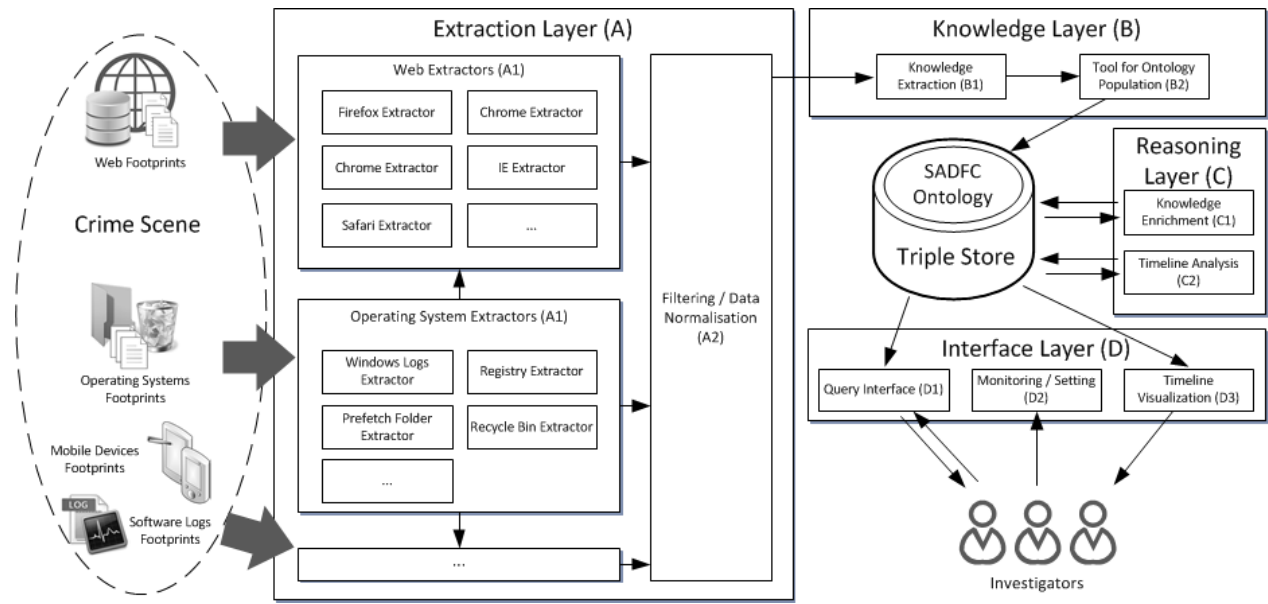 Crime Scene
Web Footprints
Operating Systems
Footprints
Mobile Devices
Footprints
LOG
Software Logs
Footprints
Extraction Layer (A)
Web Extractors (A1)
Firefox Extractor
Chrome Extractor
Chrome Extractor
IE Extractor
Safari Extractor
...
Operating System Extractors (A1)
Windows Logs
Extractor
Registry Extractor
Prefetch Folder
Extractor
Recycle Bin Extractor
...
...
Filtering / Data
Normalisation
(A2)
Knowledge Layer (B)
Knowledge
Extraction (B1)
Tool for Ontology
Population (B2)
SADFC
Ontology
Triple Store
Reasoning
Layer (C)
Knowledge
Enrichment (C1)
Timeline Analysis
(C2)
Interface Layer (D)
Query Interface (D1)
Monitoring / Setting
(D2)
Timeline
Visualization (D3)
Investigators